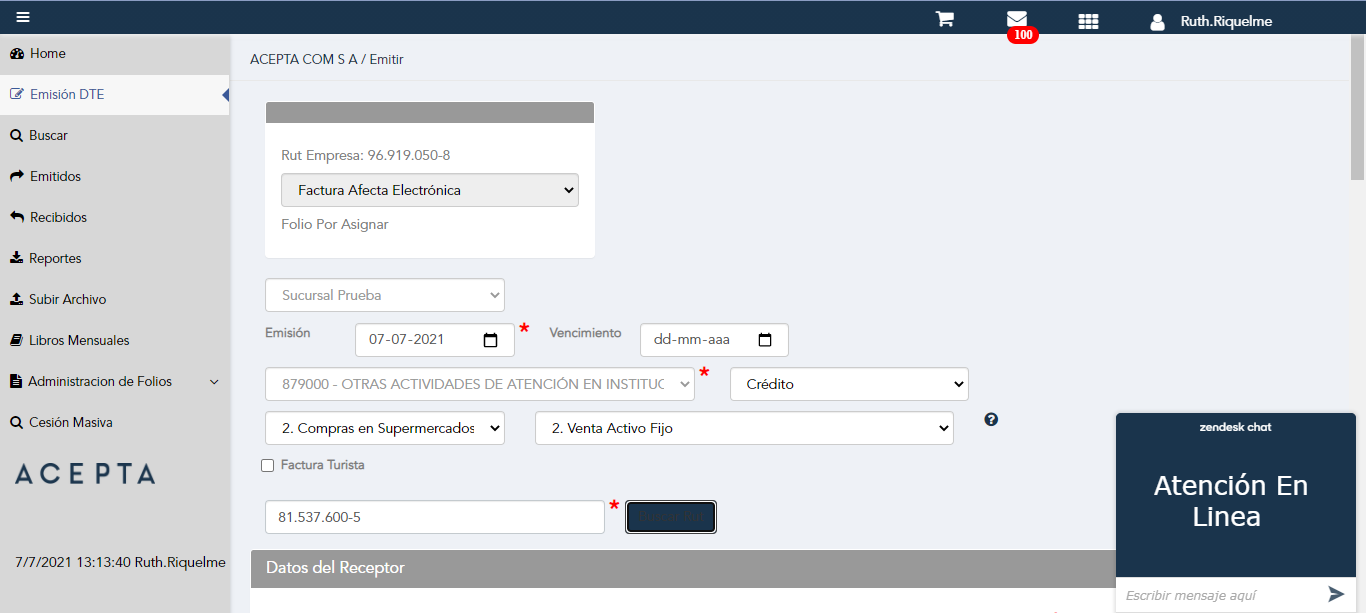 100
Ruth.Riquelme
Home
Emisión DTE
Buscar
Emitidos
Recibidos
Reportes
Subir Archivo
Libros Mensuales
Administracion de Folios
Cesión Masiva
ACEPTA
7/7/2021 13:13:40 Ruth.Riquelme
ACEPTA COM S A / Emitir
Rut Empresa: 96.919.050-8
Factura Afecta Electrónica
Folio Por Asignar
Sucursal Prueba
Emisión 07-07-2021 * Vencimiento dd-mm-aaa
879000 - OTRAS ACTIVIDADES DE ATENCIÓN EN INSTITUC * Crédito
2. Compras en Supermercados 2. Venta Activo Fijo ?
Factura Turista
81.537.600-5 *
Datos del Receptor
zendesk chat
Atención En
Linea
Escribir mensaje aquí